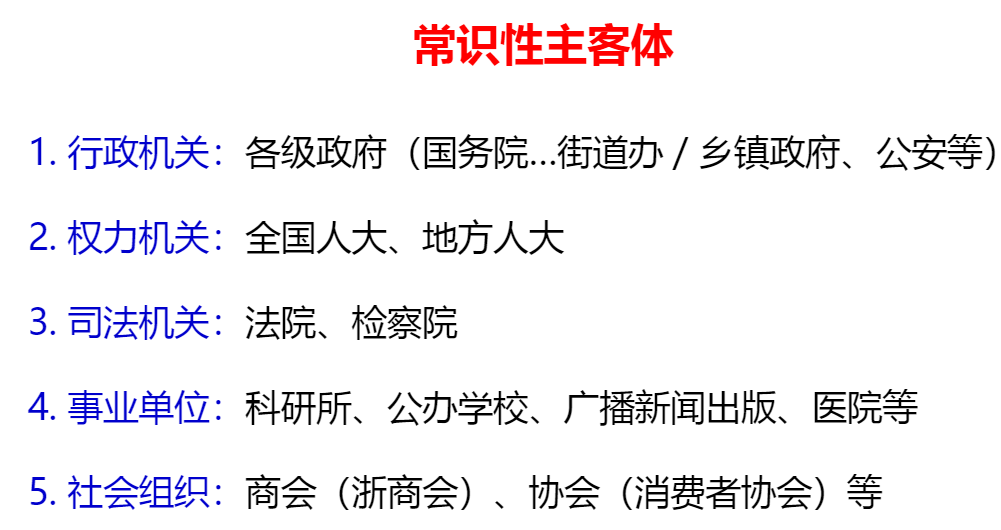 常识性主客体
1. 行政机关：各级政府（国务院...街道办 / 乡镇政府、公安等）
2. 权力机关：全国人大、地方人大
3. 司法机关：法院、检察院
4. 事业单位：科研所、公办学校、广播新闻出版、医院等
5. 社会组织：商会（浙商会）、协会（消费者协会）等